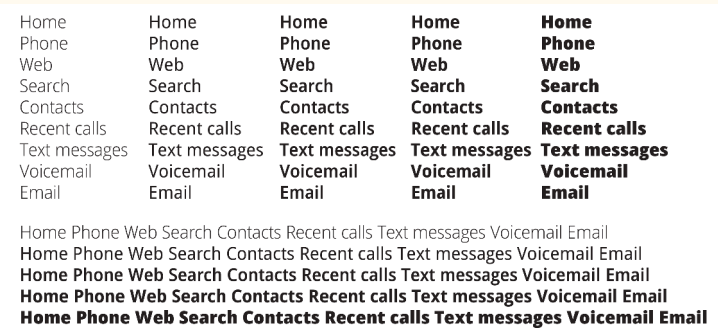 Home Home Home Home Home
Phone Phone Phone Phone Phone
Web Web Web Web Web
Search Search Search Search Search
Contacts Contacts Contacts Contacts Contacts
Recent calls Recent calls Recent calls Recent calls Recent calls
Text messages Text messages Text messages Text messages Text messages
Voicemail Voicemail Voicemail Voicemail Voicemail
Email Email Email Email Email
Home Phone Web Search Contacts Recent calls Text messages Voicemail Email
Home Phone Web Search Contacts Recent calls Text messages Voicemail Email
Home Phone Web Search Contacts Recent calls Text messages Voicemail Email
Home Phone Web Search Contacts Recent calls Text messages Voicemail Email
Home Phone Web Search Contacts Recent calls Text messages Voicemail Email